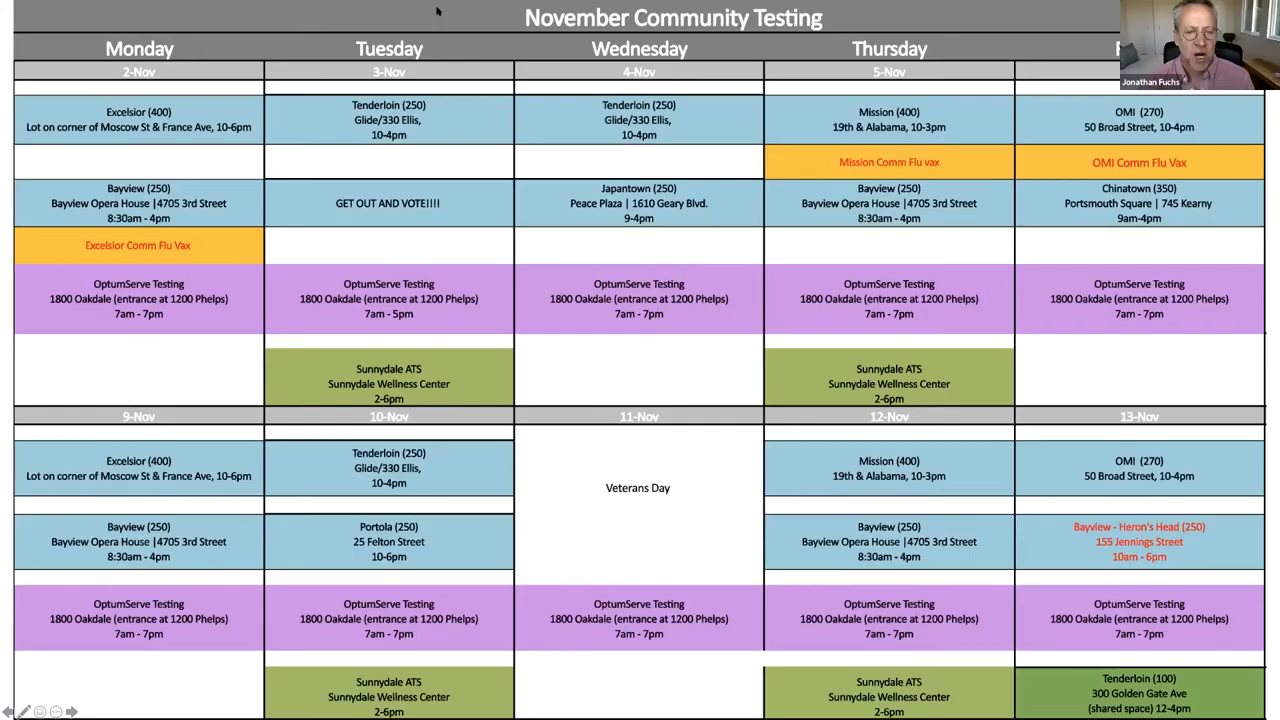 November Community Testing
Monday
Tuesday
Wednesday
Thursday
F
Jonathan Fuchs
2-Nov
3-Nov
4-Nov
5-Nov
Excelsior (400)
Lot on corner of Moscow St & France Ave, 10-6pm
Tenderloin (250)
Glide/330 Ellis,
10-4pm
Tenderloin (250)
Glide/330 Ellis,
10-4pm
Mission (400)
19th & Alabama, 10-3pm
OMI (270)
50 Broad Street, 10-4pm
Mission Comm Flu vax
OMI Comm Flu Vax
Bayview (250)
Bayview Opera House |4705 3rd Street
8:30am - 4pm
GET OUT AND VOTE!!!!
Japantown (250)
Peace Plaza | 1610 Geary Blvd.
9-4pm
Bayview (250)
Bayview Opera House |4705 3rd Street
8:30am - 4pm
Chinatown (350)
Portsmouth Square | 745 Kearny
9am-4pm
Excelsior Comm Flu Vax
OptumServe Testing
1800 Oakdale (entrance at 1200 Phelps)
7am - 7pm
OptumServe Testing
1800 Oakdale (entrance at 1200 Phelps)
7am - 5pm
OptumServe Testing
1800 Oakdale (entrance at 1200 Phelps)
7am - 7pm
OptumServe Testing
1800 Oakdale (entrance at 1200 Phelps)
7am - 7pm
OptumServe Testing
1800 Oakdale (entrance at 1200 Phelps)
7am - 7pm
Sunnydale ATS
Sunnydale Wellness Center
2-6pm
Sunnydale ATS
Sunnydale Wellness Center
2-6pm
9-Nov
10-Nov
11-Nov
12-Nov
13-Nov
Excelsior (400)
Lot on corner of Moscow St & France Ave, 10-6pm
Tenderloin (250)
Glide/330 Ellis,
10-4pm
Veterans Day
Mission (400)
19th & Alabama, 10-3pm
OMI (270)
50 Broad Street, 10-4pm
Bayview (250)
Bayview Opera House |4705 3rd Street
8:30am - 4pm
Portola (250)
25 Felton Street
10-6pm
Bayview (250)
Bayview Opera House |4705 3rd Street
8:30am - 4pm
Bayview - Heron's Head (250)
155 Jennings Street
10am - 6pm
OptumServe Testing
1800 Oakdale (entrance at 1200 Phelps)
7am - 7pm
OptumServe Testing
1800 Oakdale (entrance at 1200 Phelps)
7am - 7pm
OptumServe Testing
1800 Oakdale (entrance at 1200 Phelps)
7am - 7pm
OptumServe Testing
1800 Oakdale (entrance at 1200 Phelps)
7am - 7pm
OptumServe Testing
1800 Oakdale (entrance at 1200 Phelps)
7am - 7pm
Sunnydale ATS
Sunnydale Wellness Center
2-6pm
Sunnydale ATS
Sunnydale Wellness Center
2-6pm
Tenderloin (100)
300 Golden Gate Ave
(shared space) 12-4pm